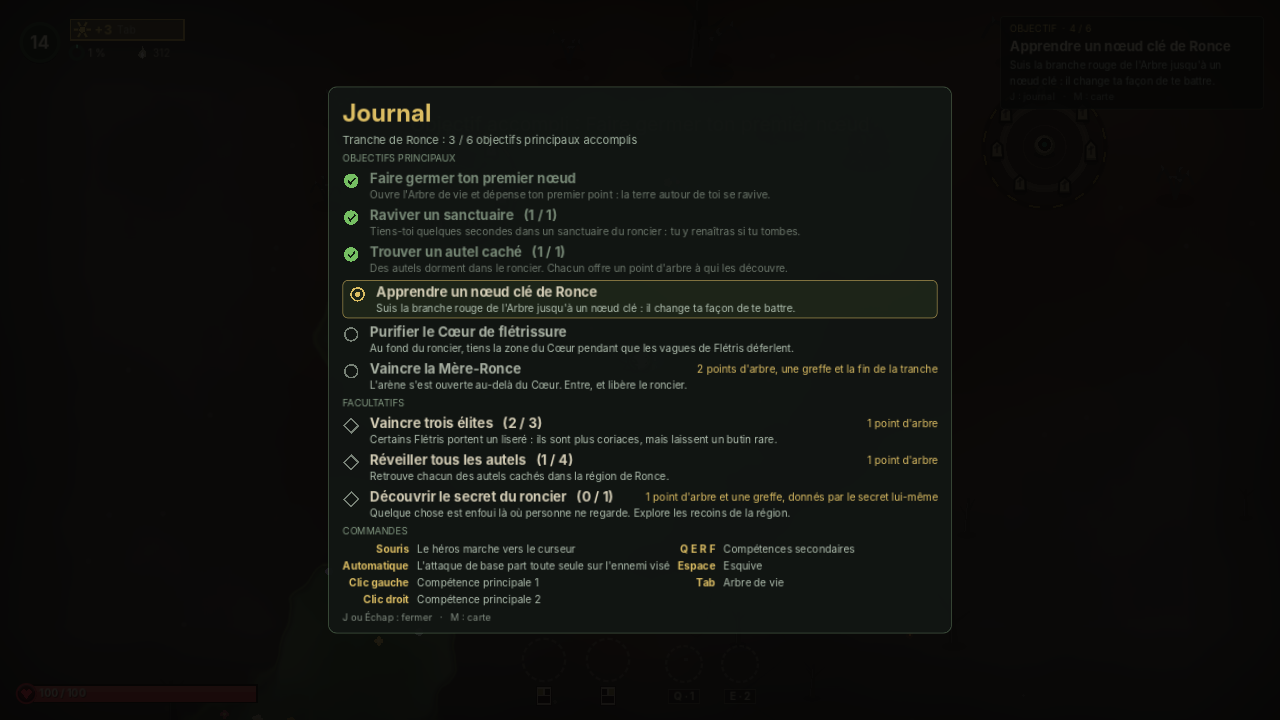 14
+3 Tab
1 %
312
OBJECTIF · 4 / 6
Apprendre un nœud clé de Ronce
Suis la branche rouge de l'Arbre jusqu'à un
nœud clé : il change ta façon de te battre.
J : journal · M : carte
Journal
Tranche de Ronce : 3 / 6 objectifs principaux accomplis
OBJECTIFS PRINCIPAUX
Faire germer ton premier nœud
Ouvre l'Arbre de vie et dépense ton premier point : la terre autour de toi se ravive.
Raviver un sanctuaire (1 / 1)
Tiens-toi quelques secondes dans un sanctuaire du roncier : tu y renaîtras si tu tombes.
Trouver un autel caché (1 / 1)
Des autels dorment dans le roncier. Chacun offre un point d'arbre à qui les découvre.
Apprendre un nœud clé de Ronce
Suis la branche rouge de l'Arbre jusqu'à un nœud clé : il change ta façon de te battre.
Purifier le Cœur de flétrissure
Au fond du roncier, tiens la zone du Cœur pendant que les vagues de Flétris déferlent.
Vaincre la Mère-Ronce 2 points d'arbre, une greffe et la fin de la tranche
L'arène s'est ouverte au-delà du Cœur. Entre, et libère le roncier.
FACULTATIFS
Vaincre trois élites (2 / 3) 1 point d'arbre
Certains Flétris portent un liseré : ils sont plus coriaces, mais laissent un butin rare.
Réveiller tous les autels (1 / 4) 1 point d'arbre
Retrouve chacun des autels cachés dans la région de Ronce.
Découvrir le secret du roncier (0 / 1) 1 point d'arbre et une greffe, donnés par le secret lui-même
Quelque chose est enfoui là où personne ne regarde. Explore les recoins de la région.
COMMANDES
Souris Le héros marche vers le curseur Q E R F Compétences secondaires
Automatique L'attaque de base part toute seule sur l'ennemi visé Espace Esquive
Clic gauche Compétence principale 1 Tab Arbre de vie
Clic droit Compétence principale 2
J ou Échap : fermer · M : carte
100 / 100
Q · 1
E · 2